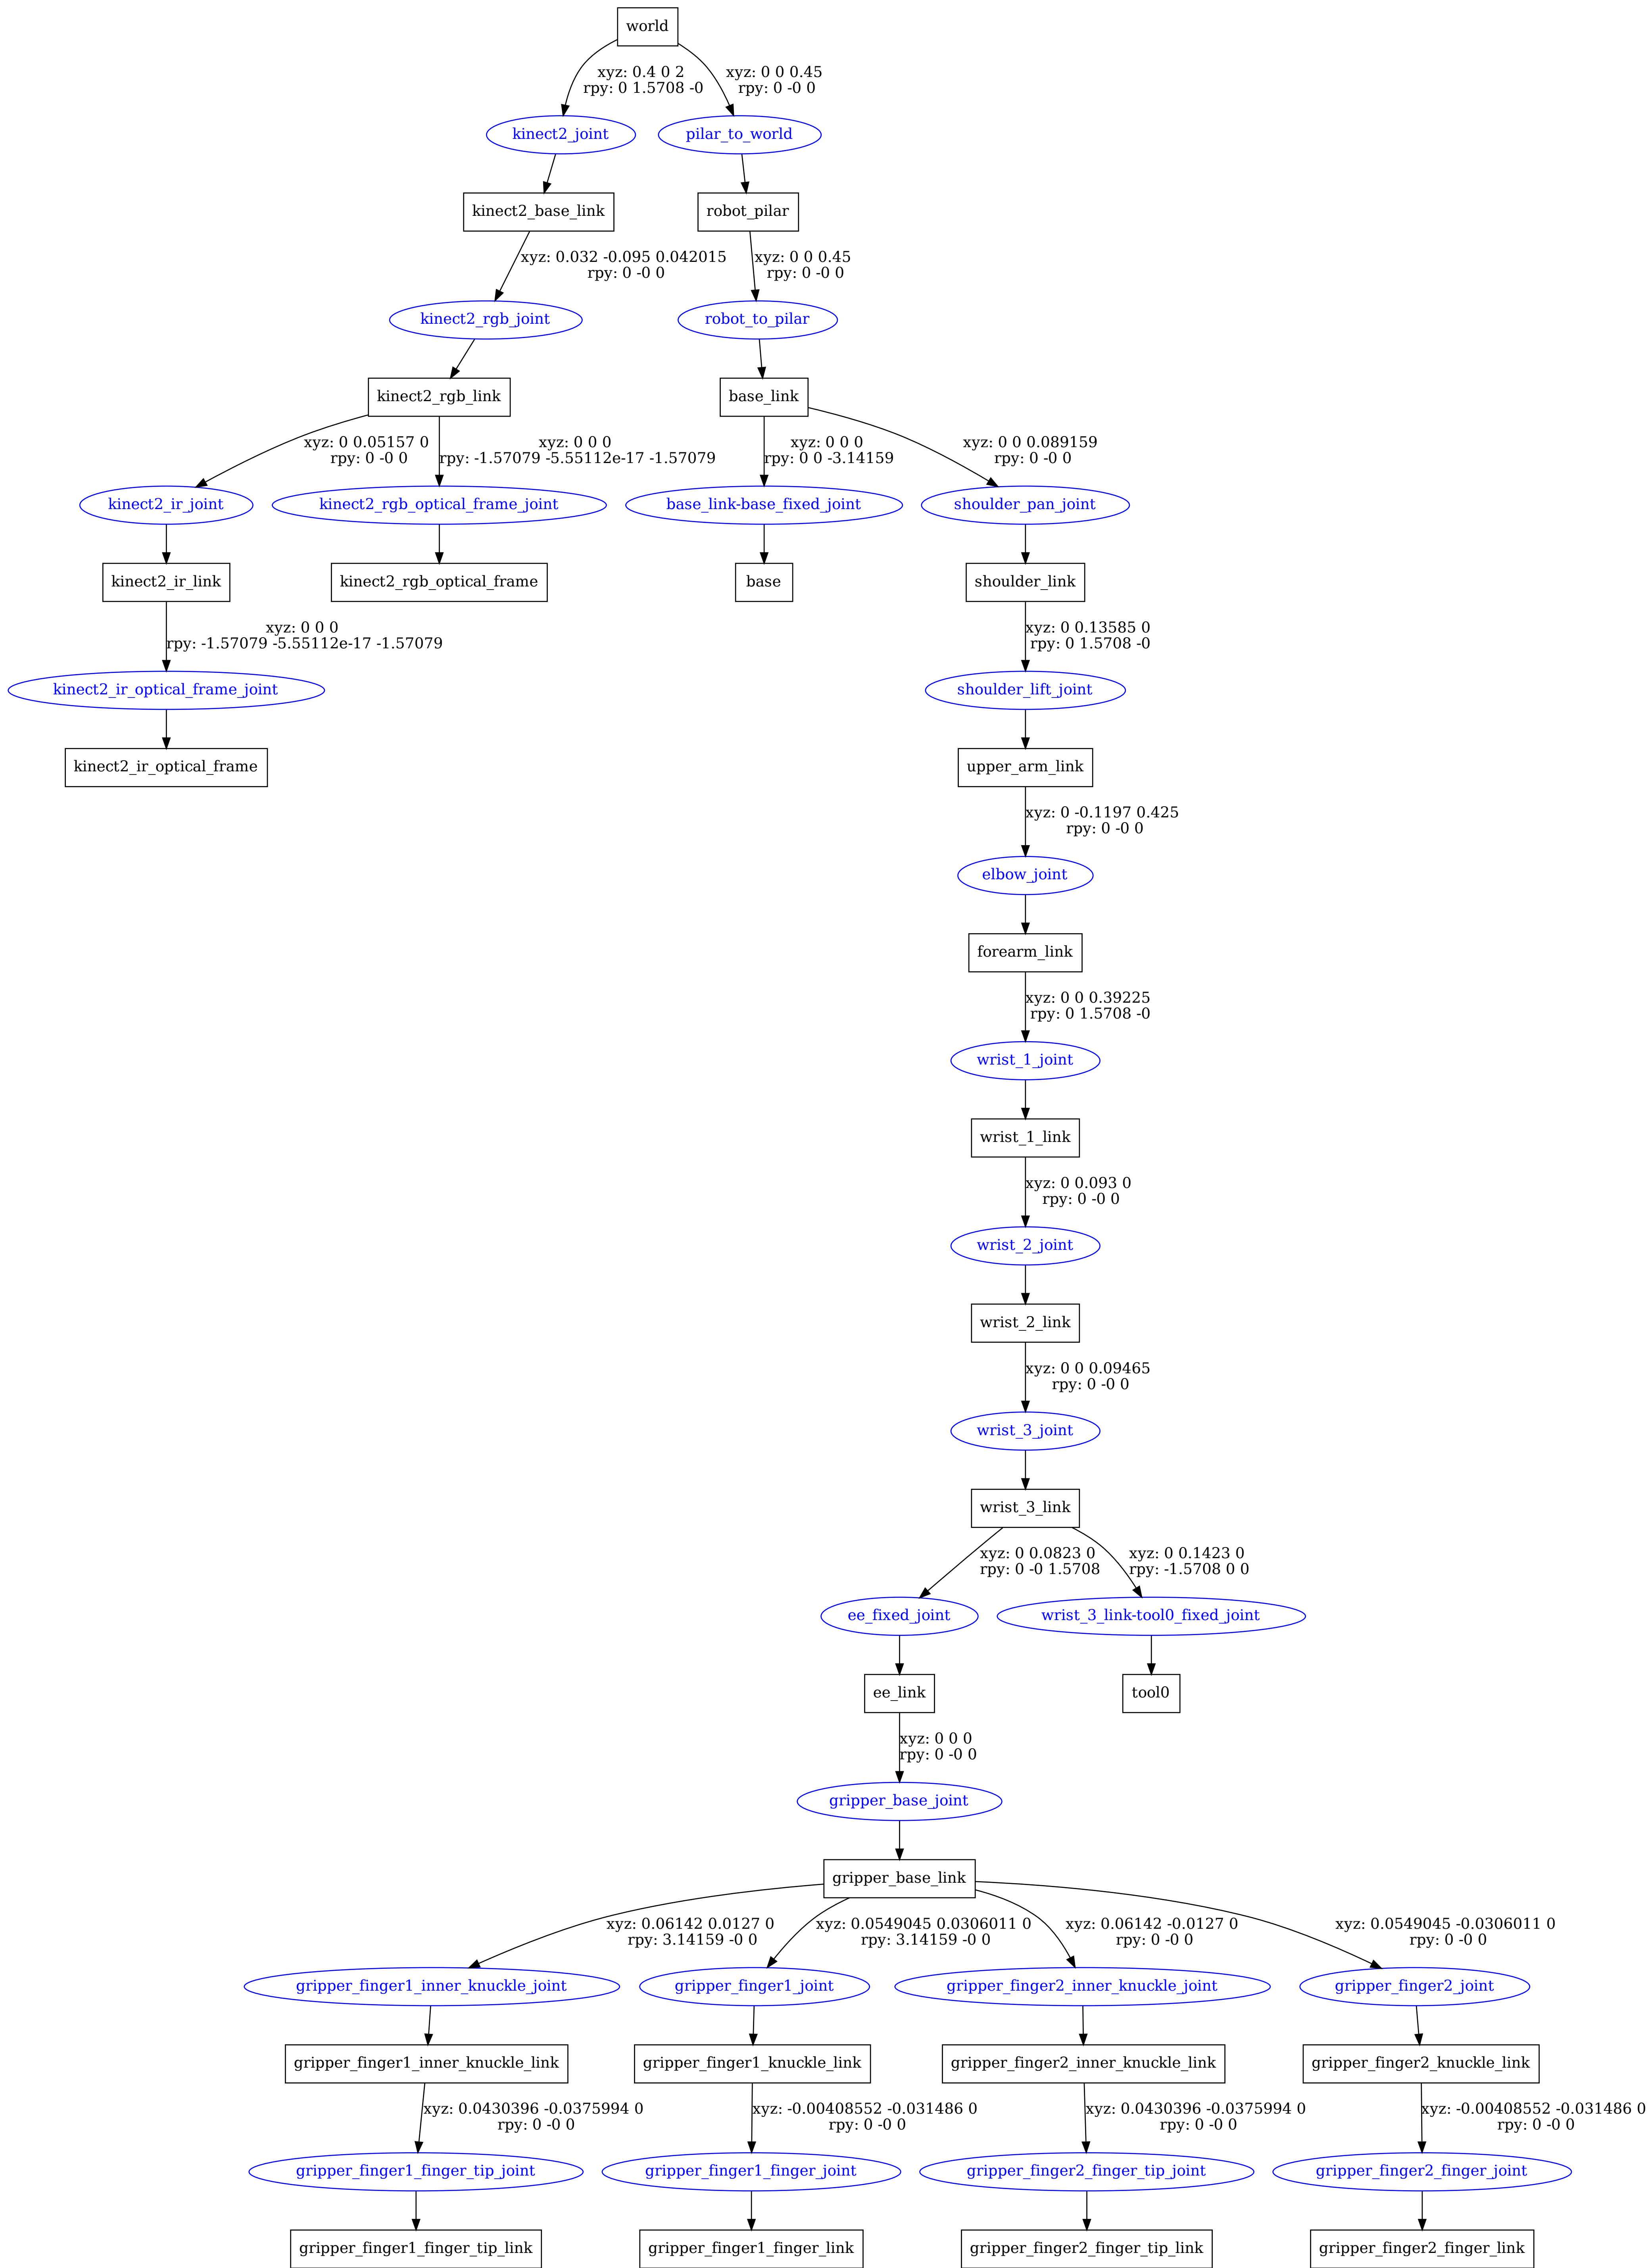 world
xyz: 0.4 0 2
rpy: 0 1.5708 -0
xyz: 0 0 0.45
rpy: 0 -0 0
kinect2_joint
pilar_to_world
kinect2_base_link
robot_pilar
xyz: 0.032 -0.095 0.042015
rpy: 0 -0 0
xyz: 0 0 0.45
rpy: 0 -0 0
kinect2_rgb_joint
robot_to_pilar
kinect2_rgb_link
base_link
xyz: 0 0.05157 0
rpy: 0 -0 0
xyz: 0 0 0
rpy: -1.57079 -5.55112e-17 -1.57079
xyz: 0 0 0
rpy: 0 0 -3.14159
xyz: 0 0 0.089159
rpy: 0 -0 0
kinect2_ir_joint
kinect2_rgb_optical_frame_joint
base_link-base_fixed_joint
shoulder_pan_joint
kinect2_ir_link
kinect2_rgb_optical_frame
base
shoulder_link
xyz: 0 0 0
rpy: -1.57079 -5.55112e-17 -1.57079
xyz: 0 0.13585 0
rpy: 0 1.5708 -0
kinect2_ir_optical_frame_joint
shoulder_lift_joint
kinect2_ir_optical_frame
upper_arm_link
xyz: 0 -0.1197 0.425
rpy: 0 -0 0
elbow_joint
forearm_link
xyz: 0 0 0.39225
rpy: 0 1.5708 -0
wrist_1_joint
wrist_1_link
xyz: 0 0.093 0
rpy: 0 -0 0
wrist_2_joint
wrist_2_link
xyz: 0 0 0.09465
rpy: 0 -0 0
wrist_3_joint
wrist_3_link
xyz: 0 0.0823 0
rpy: 0 -0 1.5708
xyz: 0 0.1423 0
rpy: -1.5708 0 0
ee_fixed_joint
wrist_3_link-tool0_fixed_joint
ee_link
tool0
xyz: 0 0 0
rpy: 0 -0 0
gripper_base_joint
gripper_base_link
xyz: 0.06142 0.0127 0
rpy: 3.14159 -0 0
xyz: 0.0549045 0.0306011 0
rpy: 3.14159 -0 0
xyz: 0.06142 -0.0127 0
rpy: 0 -0 0
xyz: 0.0549045 -0.0306011 0
rpy: 0 -0 0
gripper_finger1_inner_knuckle_joint
gripper_finger1_joint
gripper_finger2_inner_knuckle_joint
gripper_finger2_joint
gripper_finger1_inner_knuckle_link
gripper_finger1_knuckle_link
gripper_finger2_inner_knuckle_link
gripper_finger2_knuckle_link
xyz: 0.0430396 -0.0375994 0
rpy: 0 -0 0
xyz: -0.00408552 -0.031486 0
rpy: 0 -0 0
xyz: 0.0430396 -0.0375994 0
rpy: 0 -0 0
xyz: -0.00408552 -0.031486 0
rpy: 0 -0 0
gripper_finger1_finger_tip_joint
gripper_finger1_finger_joint
gripper_finger2_finger_tip_joint
gripper_finger2_finger_joint
gripper_finger1_finger_tip_link
gripper_finger1_finger_link
gripper_finger2_finger_tip_link
gripper_finger2_finger_link